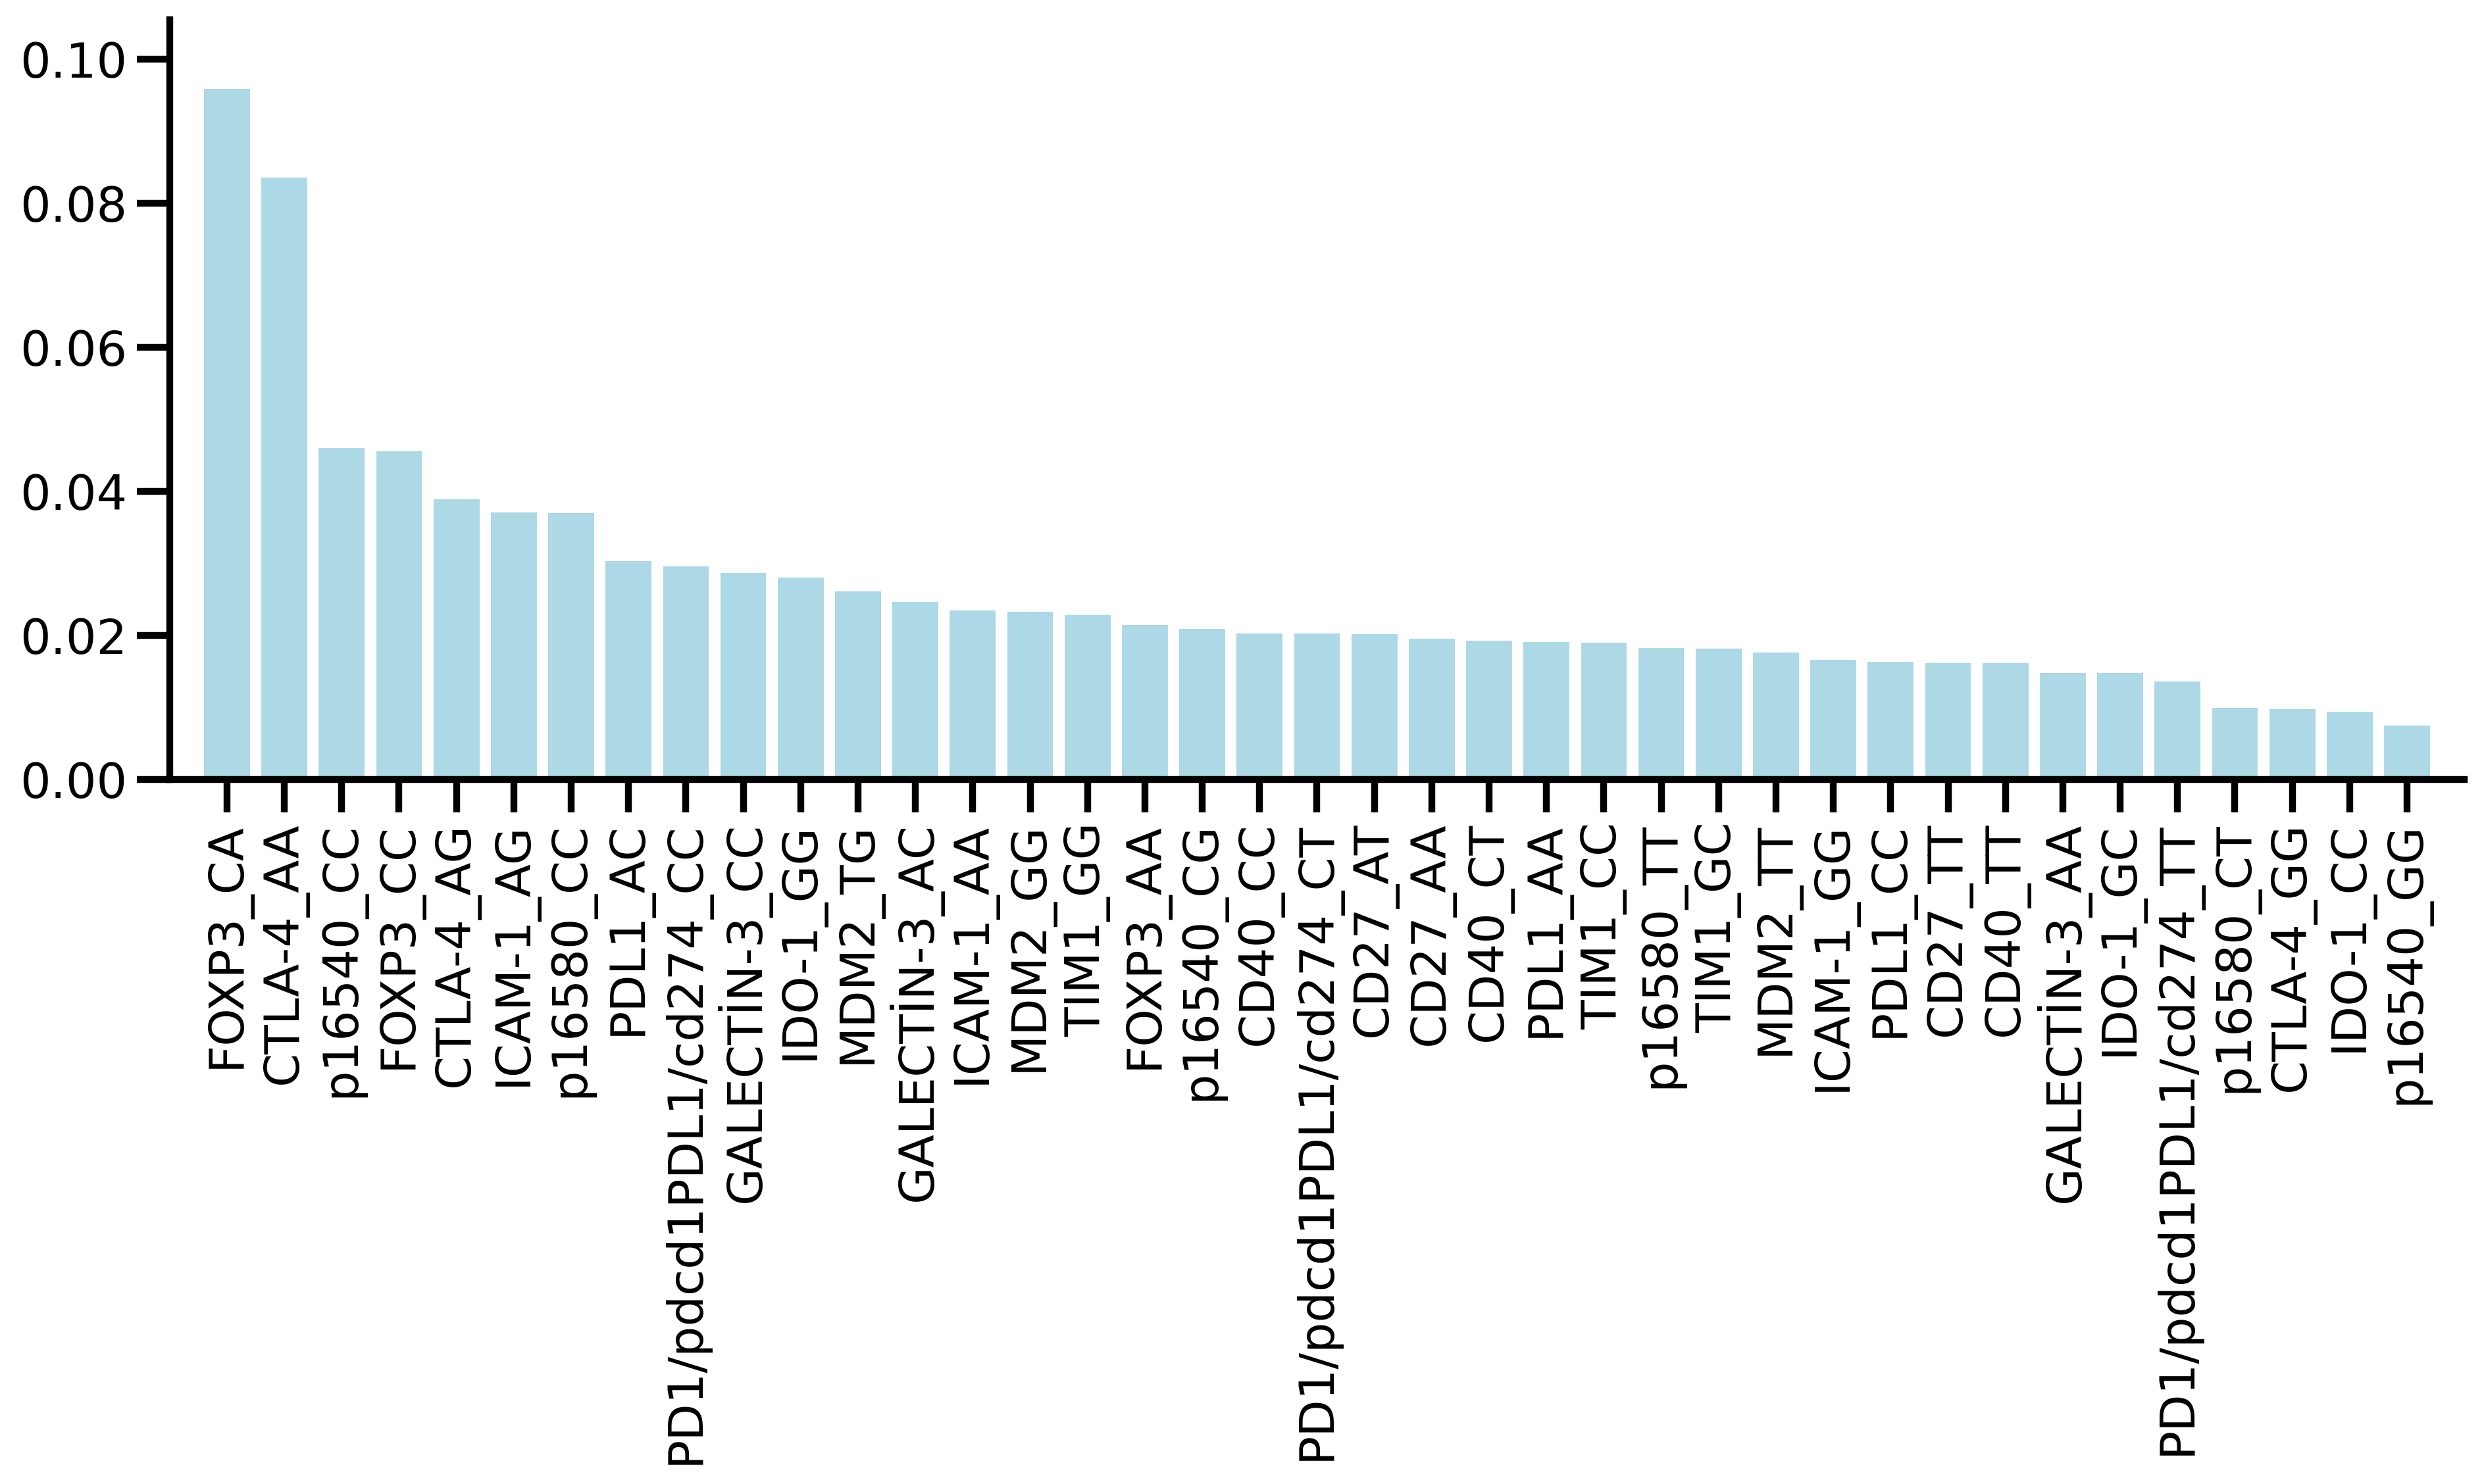 0.10
0.08
0.06
0.04
0.02
0.00
FOXP3_CA
CTLA-4_AA
p16540_CC
FOXP3_CC
CTLA-4_AG
ICAM-1_AG
p16580_CC
PDL1_AC
PD1/pdcd1PDL1/cd274_CC
GALECTİN-3_CC
IDO-1_GG
MDM2_TG
GALECTİN-3_AC
ICAM-1_AA
MDM2_GG
TIM1_GG
FOXP3_AA
p16540_CG
CD40_CC
PD1/pdcd1PDL1/cd274_CT
CD27_AT
CD27_AA
CD40_CT
PDL1_AA
TIM1_CC
p16580_TT
TIM1_GC
MDM2_TT
ICAM-1_GG
PDL1_CC
CD27_TT
CD40_TT
GALECTİN-3_AA
IDO-1_GC
PD1/pdcd1PDL1/cd274_TT
p16580_CT
CTLA-4_GG
IDO-1_CC
p16540_GG